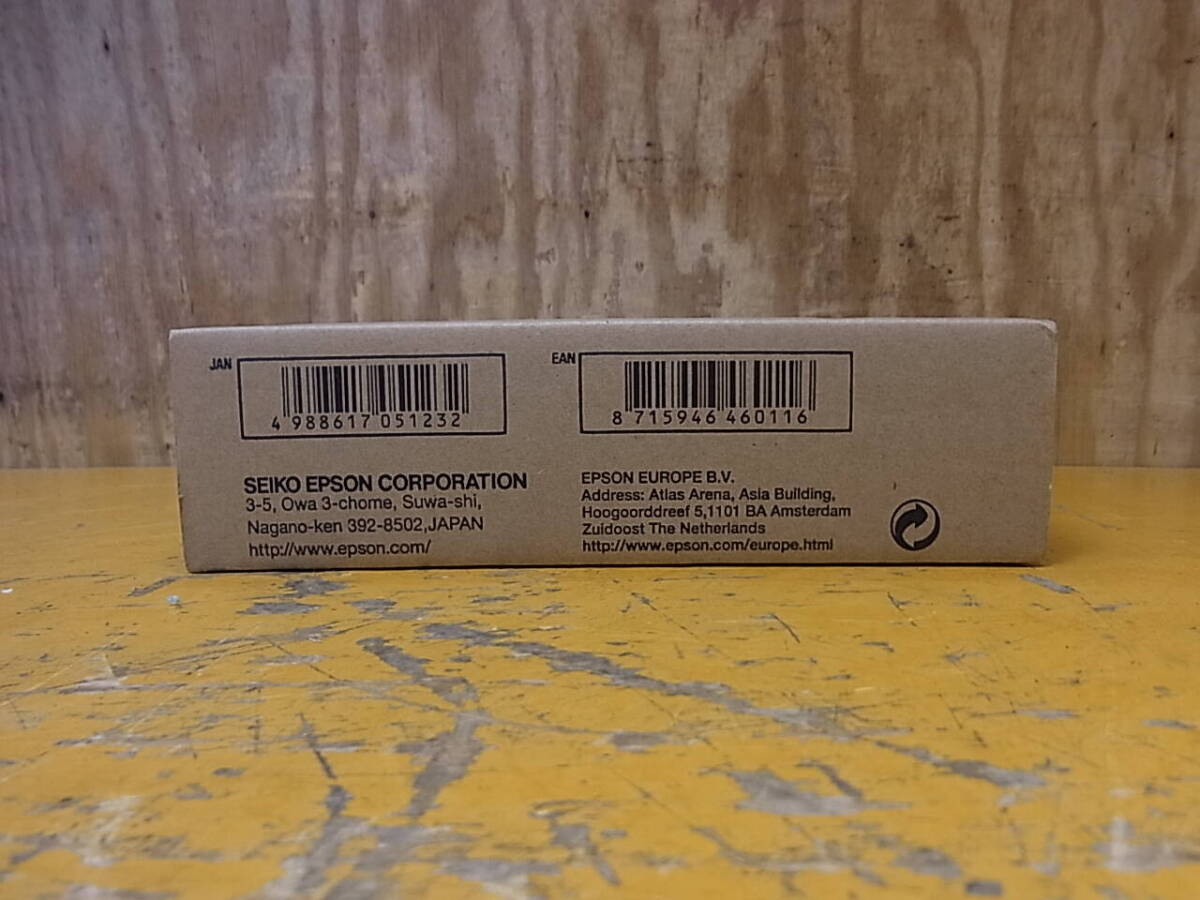 JAN
4 988617 051232
SEIKO EPSON CORPORATION
3-5, Owa 3-chome, Suwa-shi,
Nagano-ken 392-8502,JAPAN
http://www.epson.com/
EAN
8 715946 460116
EPSON EUROPE B.V.
Address: Atlas Arena, Asia Building,
Hoogoorddreef 5,1101 BA Amsterdam
Zuidoost The Netherlands
http://www.epson.com/europe.html